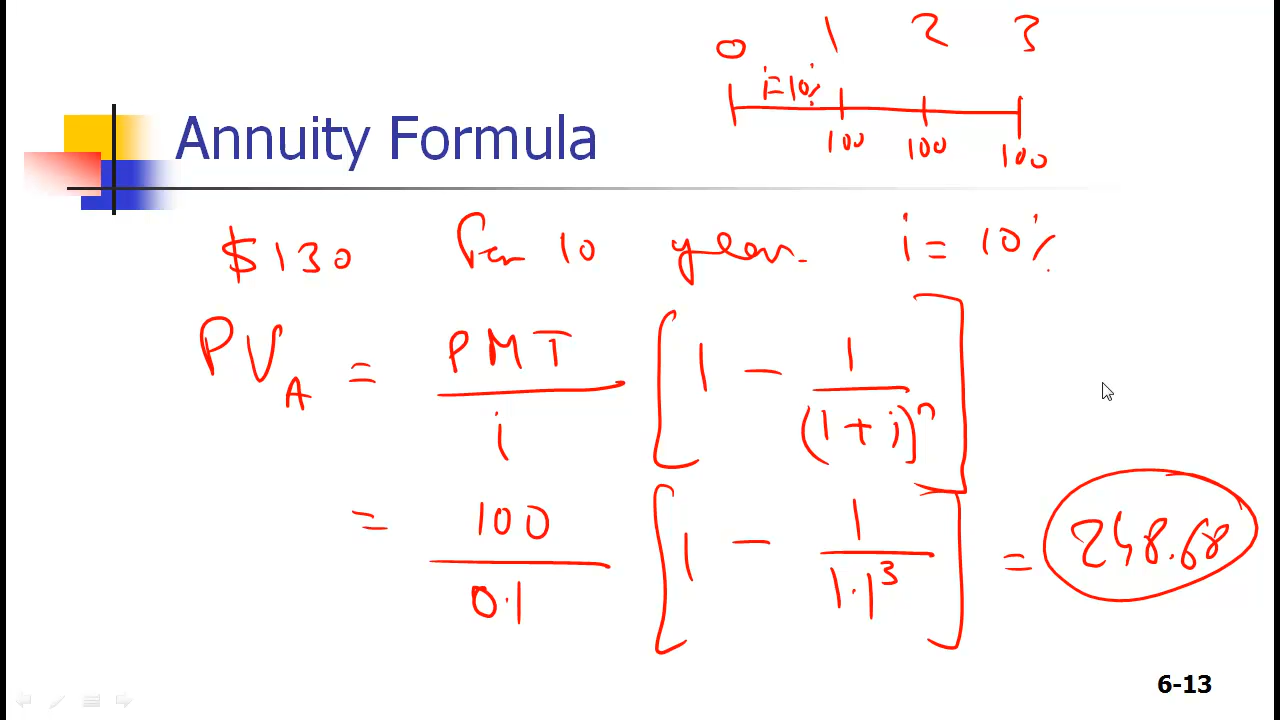 0 1 2 3
i=10%
Annuity Formula
100 100 100
$130 for 10 years. i = 10%
PV_A = PMT/i [1 - 1/(1+i)^n]
= 100/0.1 [1 - 1/1.1^3] = 248.68
6-13